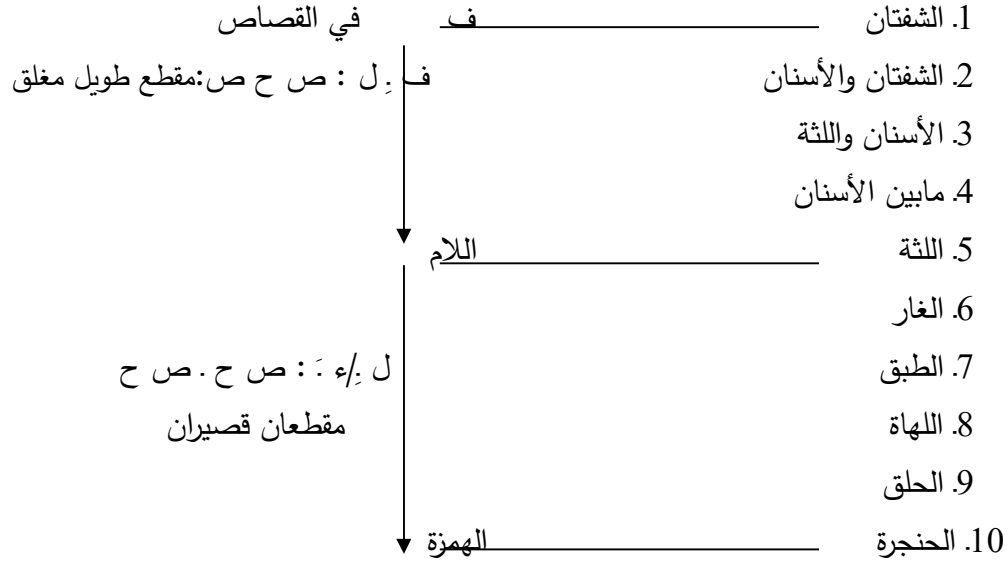 1. الشفتان ف في القصاص
2. الشفتان والأسنان ف ِ ل : ص ح ص:مقطع طويل مغلق
3. الأسنان واللثة
4. مابين الأسنان
5. اللثة اللام
6. الغار
7. الطبق ل ِ/ء َ : ص ح . ص ح
8. اللهاة مقطعان قصيران
9. الحلق
10. الحنجرة الهمزة